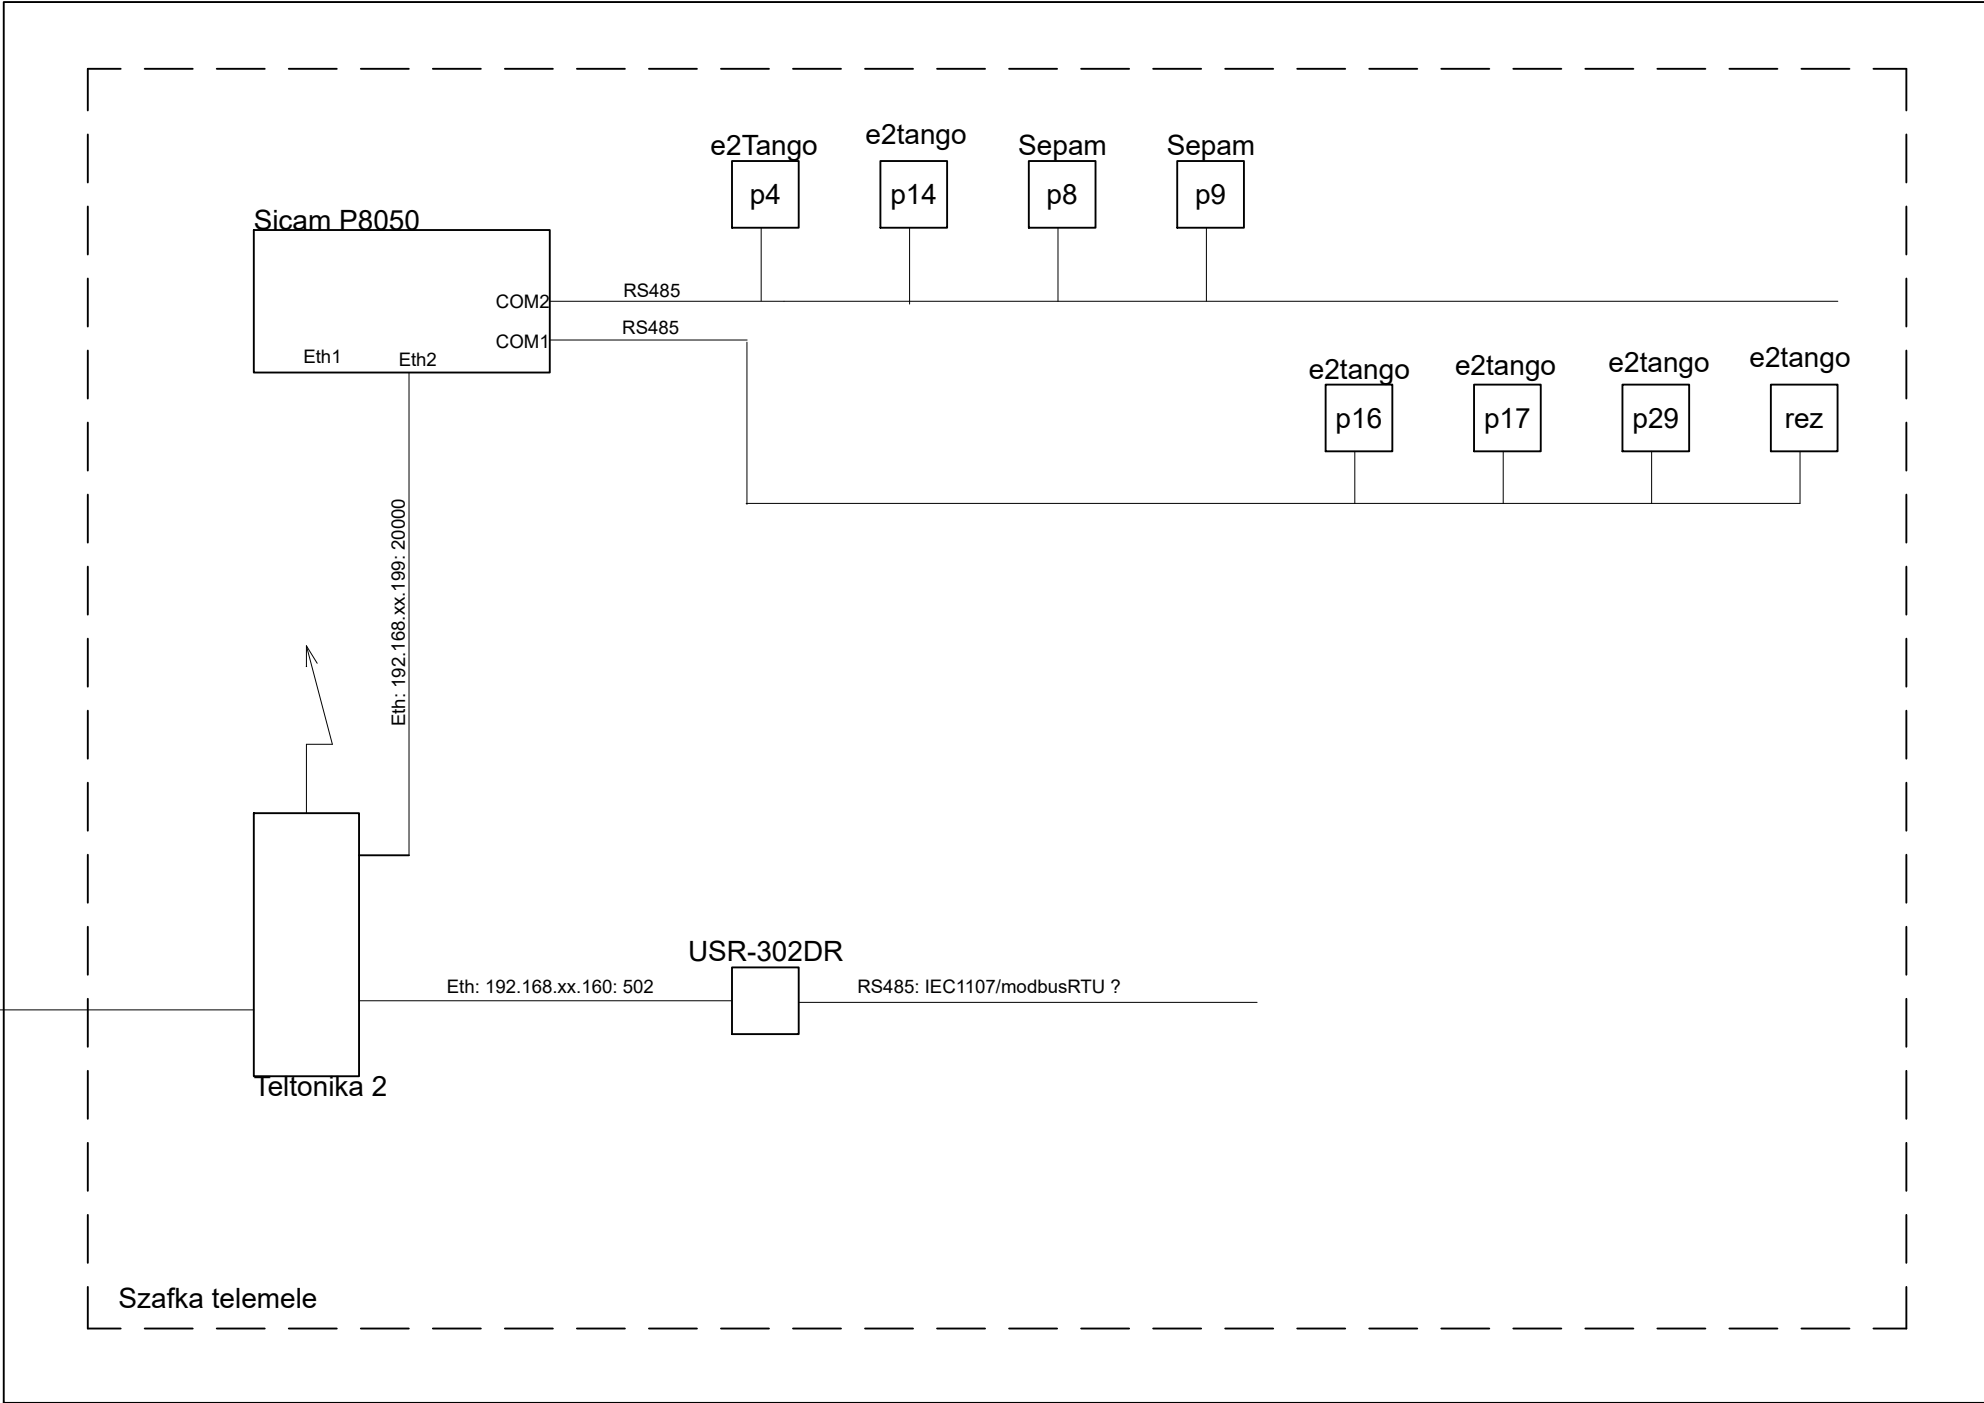 e2Tango
e2tango
Sepam
Sepam
p4
p14
p8
p9
Sicam P8050
COM2
RS485
COM1
RS485
Eth1
Eth2
e2tango
e2tango
e2tango
e2tango
p16
p17
p29
rez
Eth: 192.168.xx.199: 20000
USR-302DR
Eth: 192.168.xx.160: 502
RS485: IEC1107/modbusRTU ?
Teltonika 2
Szafka telemele